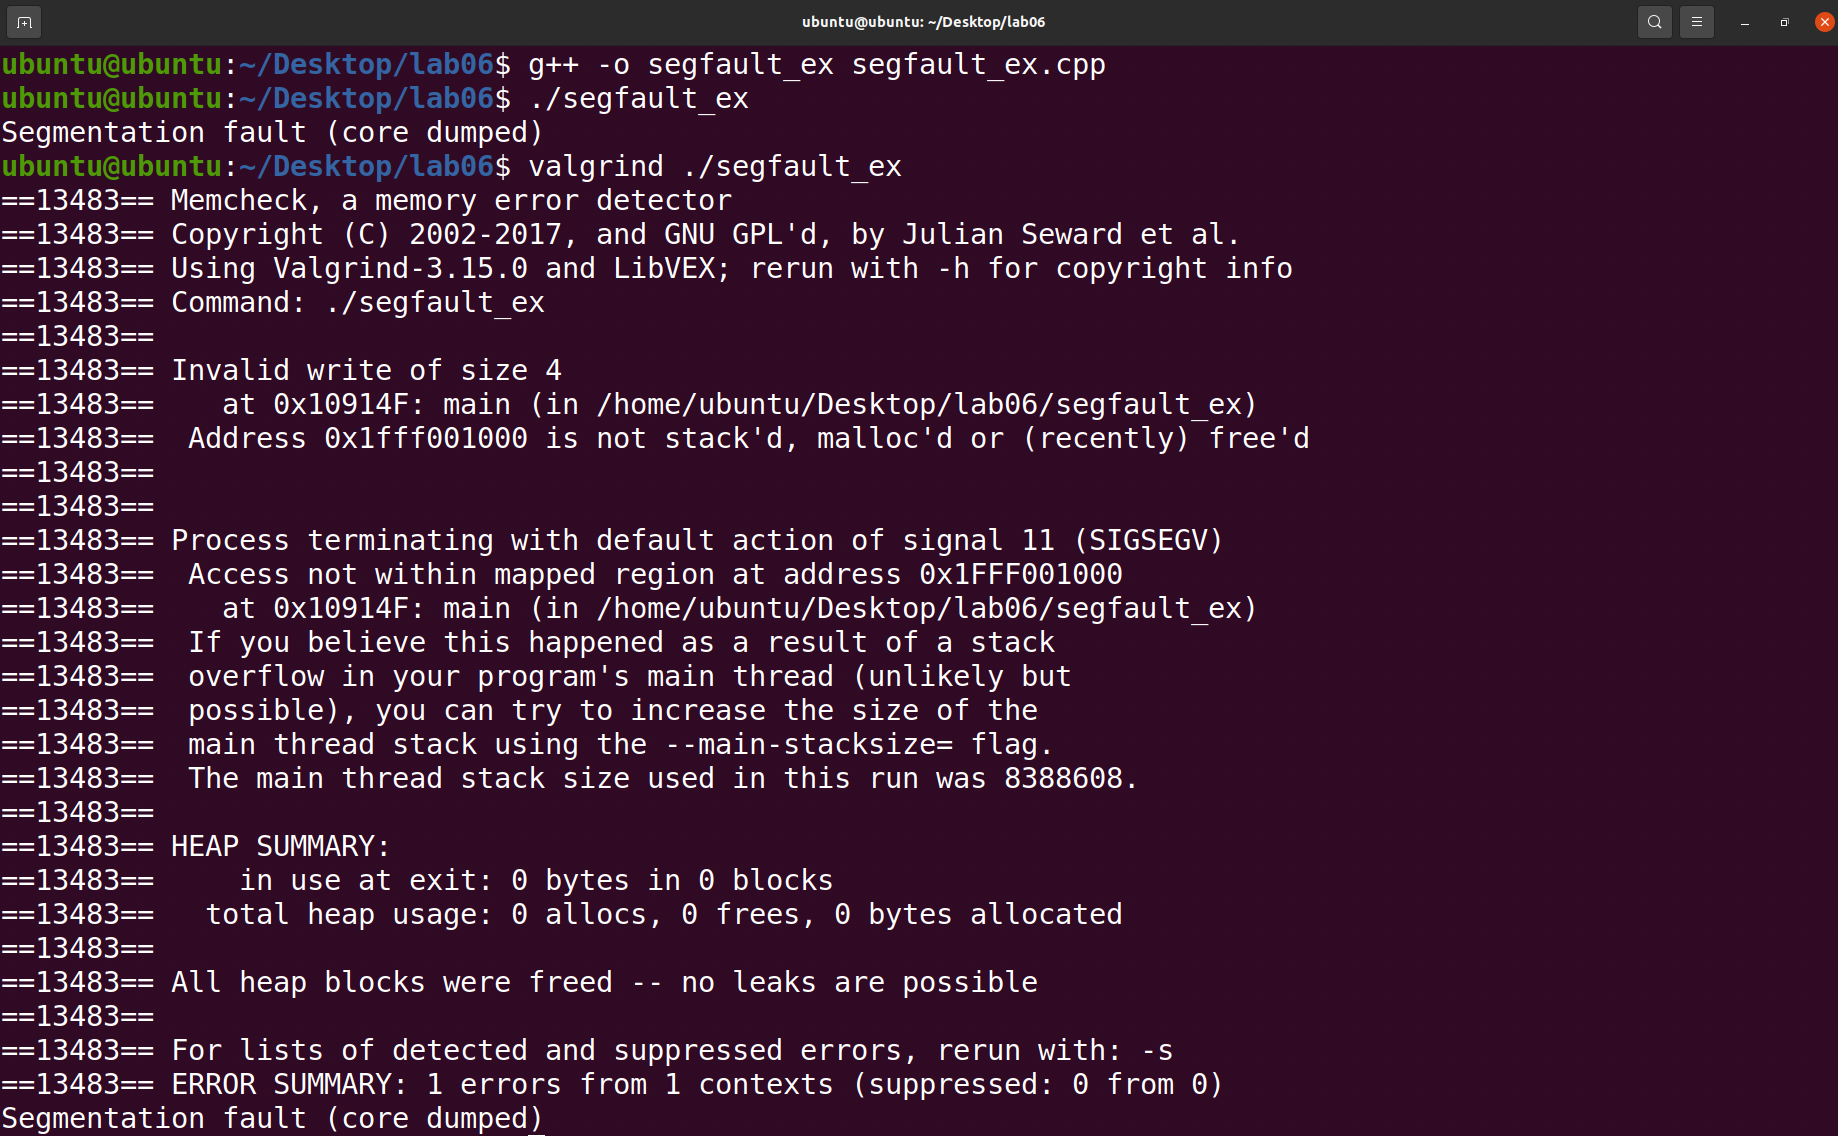 ubuntu@ubuntu: ~/Desktop/lab06
ubuntu@ubuntu:~/Desktop/lab06$ g++ -o segfault_ex segfault_ex.cpp
ubuntu@ubuntu:~/Desktop/lab06$ ./segfault_ex
Segmentation fault (core dumped)
ubuntu@ubuntu:~/Desktop/lab06$ valgrind ./segfault_ex
==13483== Memcheck, a memory error detector
==13483== Copyright (C) 2002-2017, and GNU GPL'd, by Julian Seward et al.
==13483== Using Valgrind-3.15.0 and LibVEX; rerun with -h for copyright info
==13483== Command: ./segfault_ex
==13483==
==13483== Invalid write of size 4
==13483==    at 0x10914F: main (in /home/ubuntu/Desktop/lab06/segfault_ex)
==13483==  Address 0x1fff001000 is not stack'd, malloc'd or (recently) free'd
==13483==
==13483==
==13483== Process terminating with default action of signal 11 (SIGSEGV)
==13483==  Access not within mapped region at address 0x1FFF001000
==13483==    at 0x10914F: main (in /home/ubuntu/Desktop/lab06/segfault_ex)
==13483==  If you believe this happened as a result of a stack
==13483==  overflow in your program's main thread (unlikely but
==13483==  possible), you can try to increase the size of the
==13483==  main thread stack using the --main-stacksize= flag.
==13483==  The main thread stack size used in this run was 8388608.
==13483==
==13483== HEAP SUMMARY:
==13483==     in use at exit: 0 bytes in 0 blocks
==13483==   total heap usage: 0 allocs, 0 frees, 0 bytes allocated
==13483==
==13483== All heap blocks were freed -- no leaks are possible
==13483==
==13483== For lists of detected and suppressed errors, rerun with: -s
==13483== ERROR SUMMARY: 1 errors from 1 contexts (suppressed: 0 from 0)
Segmentation fault (core dumped)